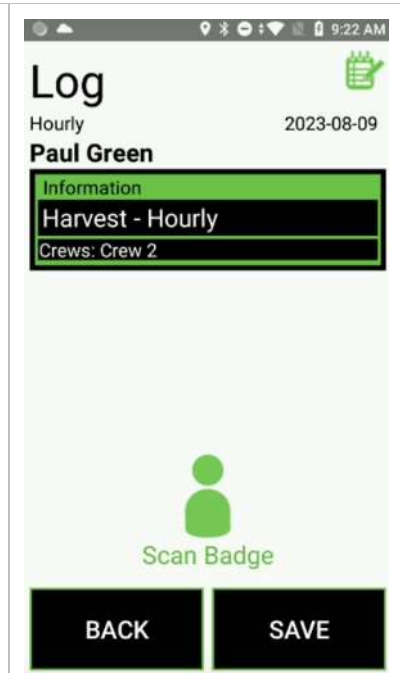 9:22 AM
Log
Hourly 2023-08-09
Paul Green
Information
Harvest - Hourly
Crews: Crew 2
Scan Badge
BACK SAVE